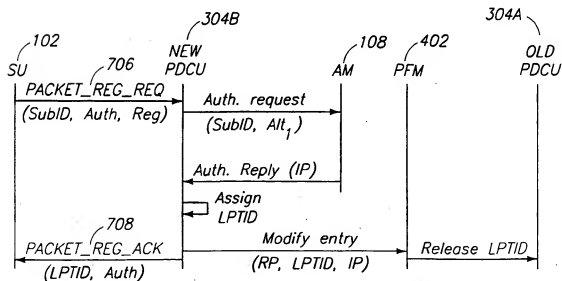 304B
304A
102
NEW
108
402
OLD
SU
706
PDCU
AM
PFM
PDCU
PACKET_REG_REQ
Auth. request
(SubID, Auth, Reg)
(SubID, Alt1)
Auth. Reply (IP)
Assign
LPTID
708
PACKET_REG_ACK
Modify entry
Release LPTID
(LPTID, Auth)
(RP, LPTID, IP)